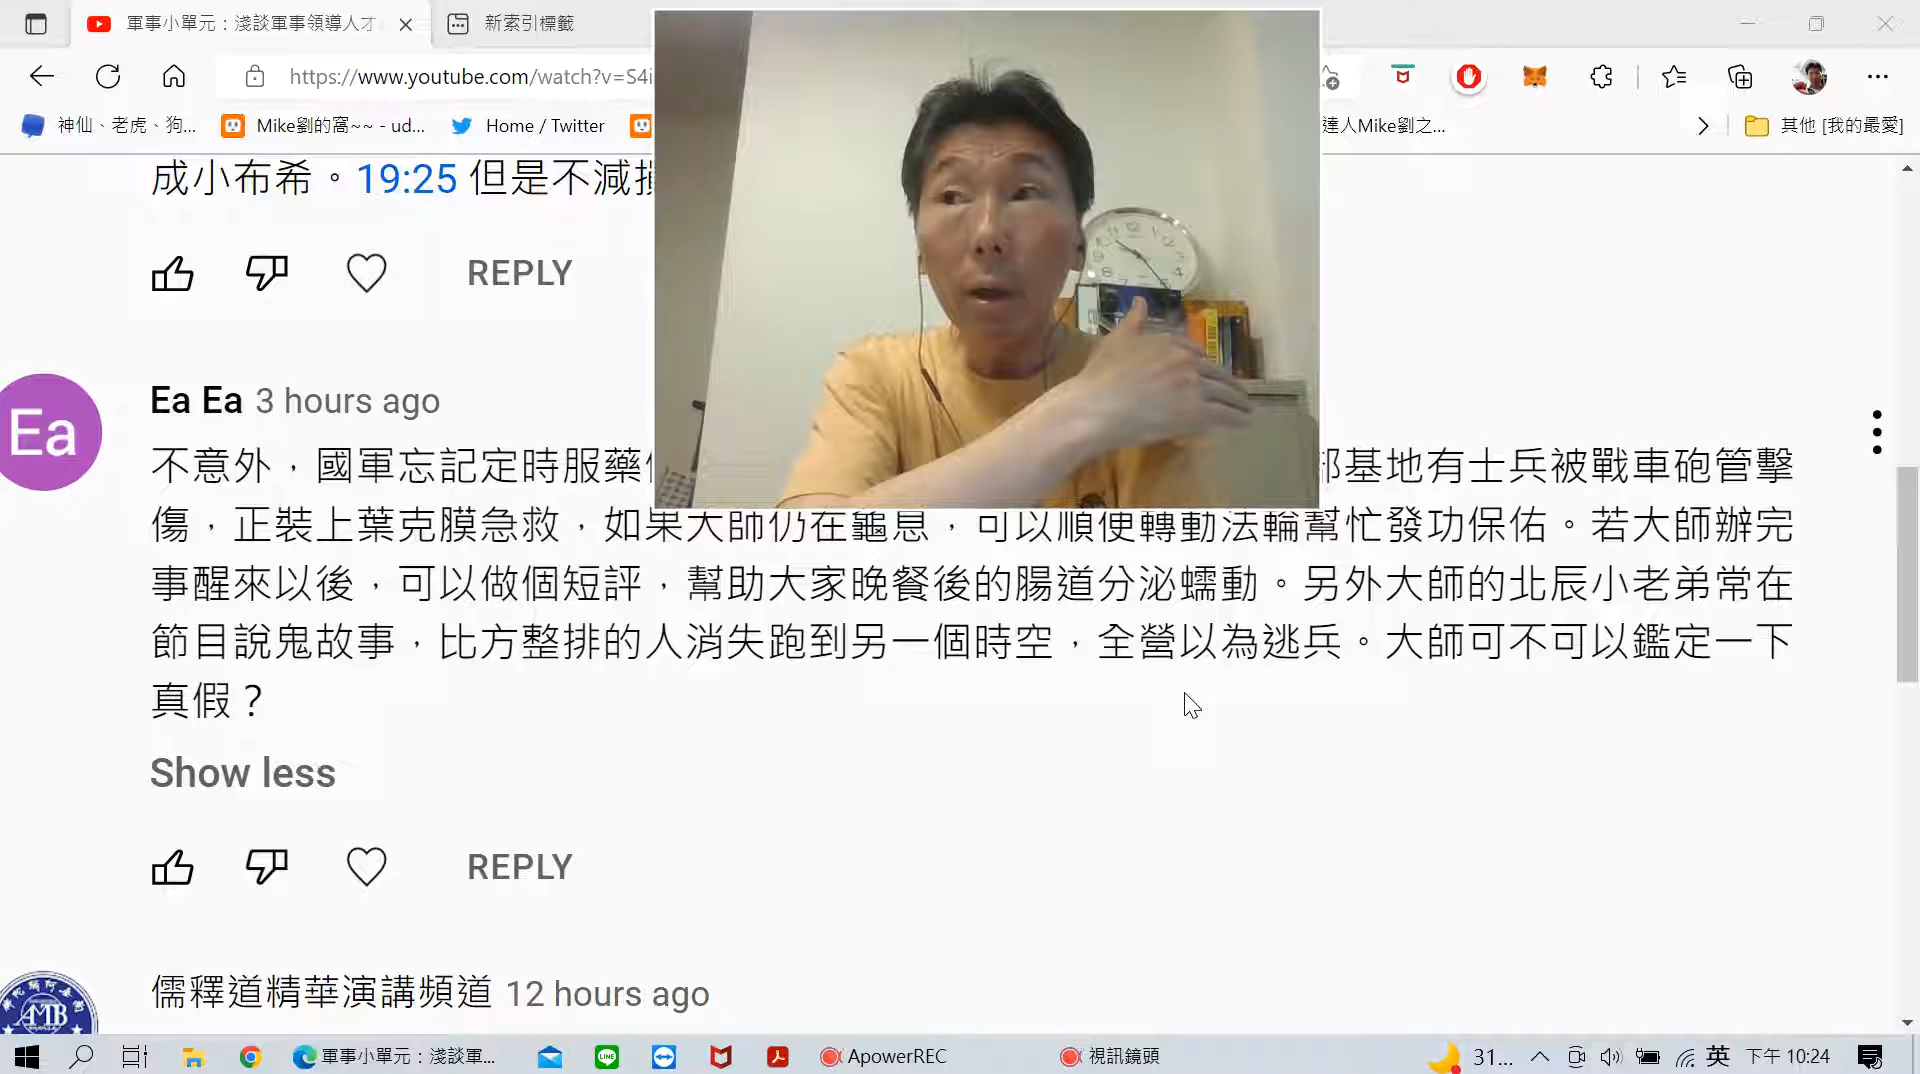 軍事小單元：淺談軍事領導人才
新索引標籤
https://www.youtube.com/watch?v=S4i
神仙、老虎、狗...
Mike劉的窩~~ - ud...
Home / Twitter
達人Mike劉之...
其他 [我的最愛]
成小布希。19:25 但是不減損
REPLY
Ea
Ea Ea 3 hours ago
不意外，國軍忘記定時服藥 基地有士兵被戰車砲管擊
傷，正裝上葉克膜急救，如果大師仍在龜息，可以順便轉動法輪幫忙發功保佑。若大師辦完
事醒來以後，可以做個短評，幫助大家晚餐後的腸道分泌蠕動。另外大師的北辰小老弟常在
節目說鬼故事，比方整排的人消失跑到另一個時空，全營以為逃兵。大師可不可以鑑定一下
真假？
Show less
REPLY
儒釋道精華演講頻道 12 hours ago
AMB
軍事小單元：淺談軍...
ApowerREC
視訊鏡頭
31...
英
下午 10:24